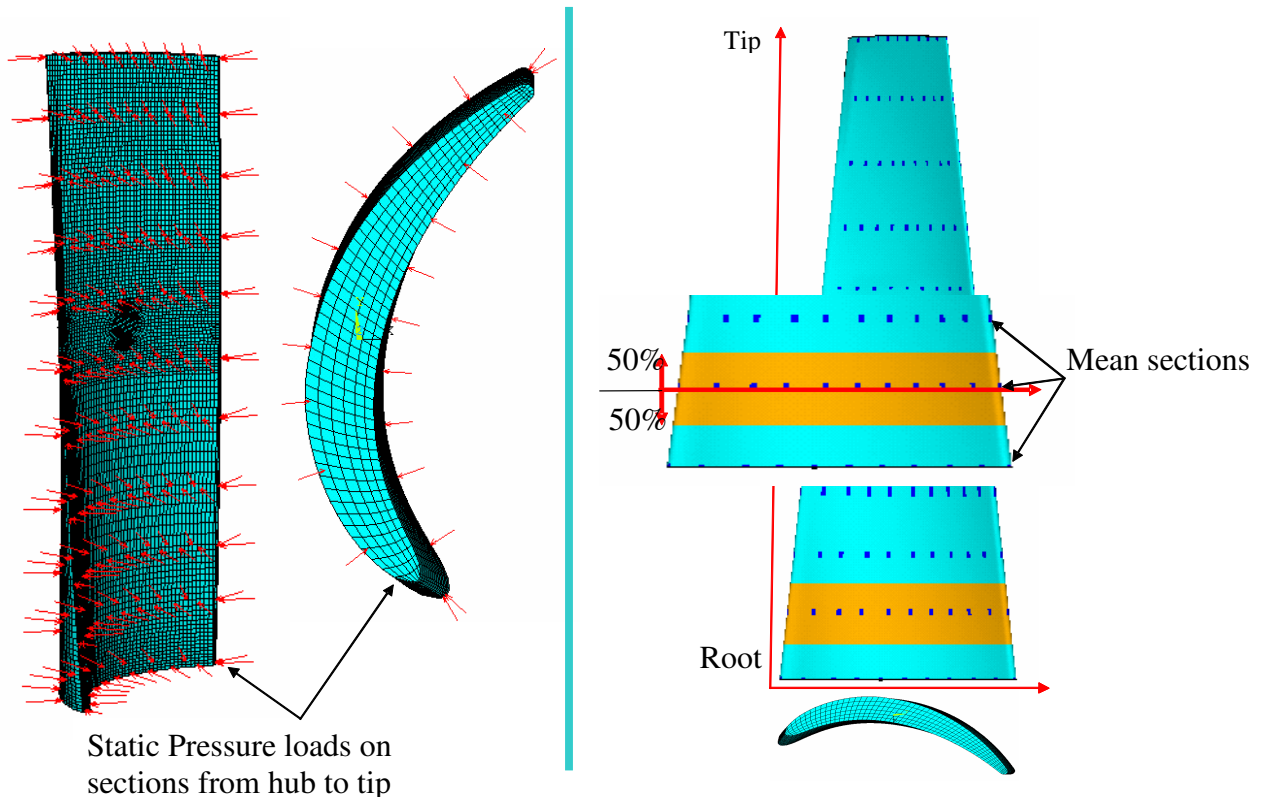 Static Pressure loads on
sections from hub to tip
Tip
50%
50%
Mean sections
Root